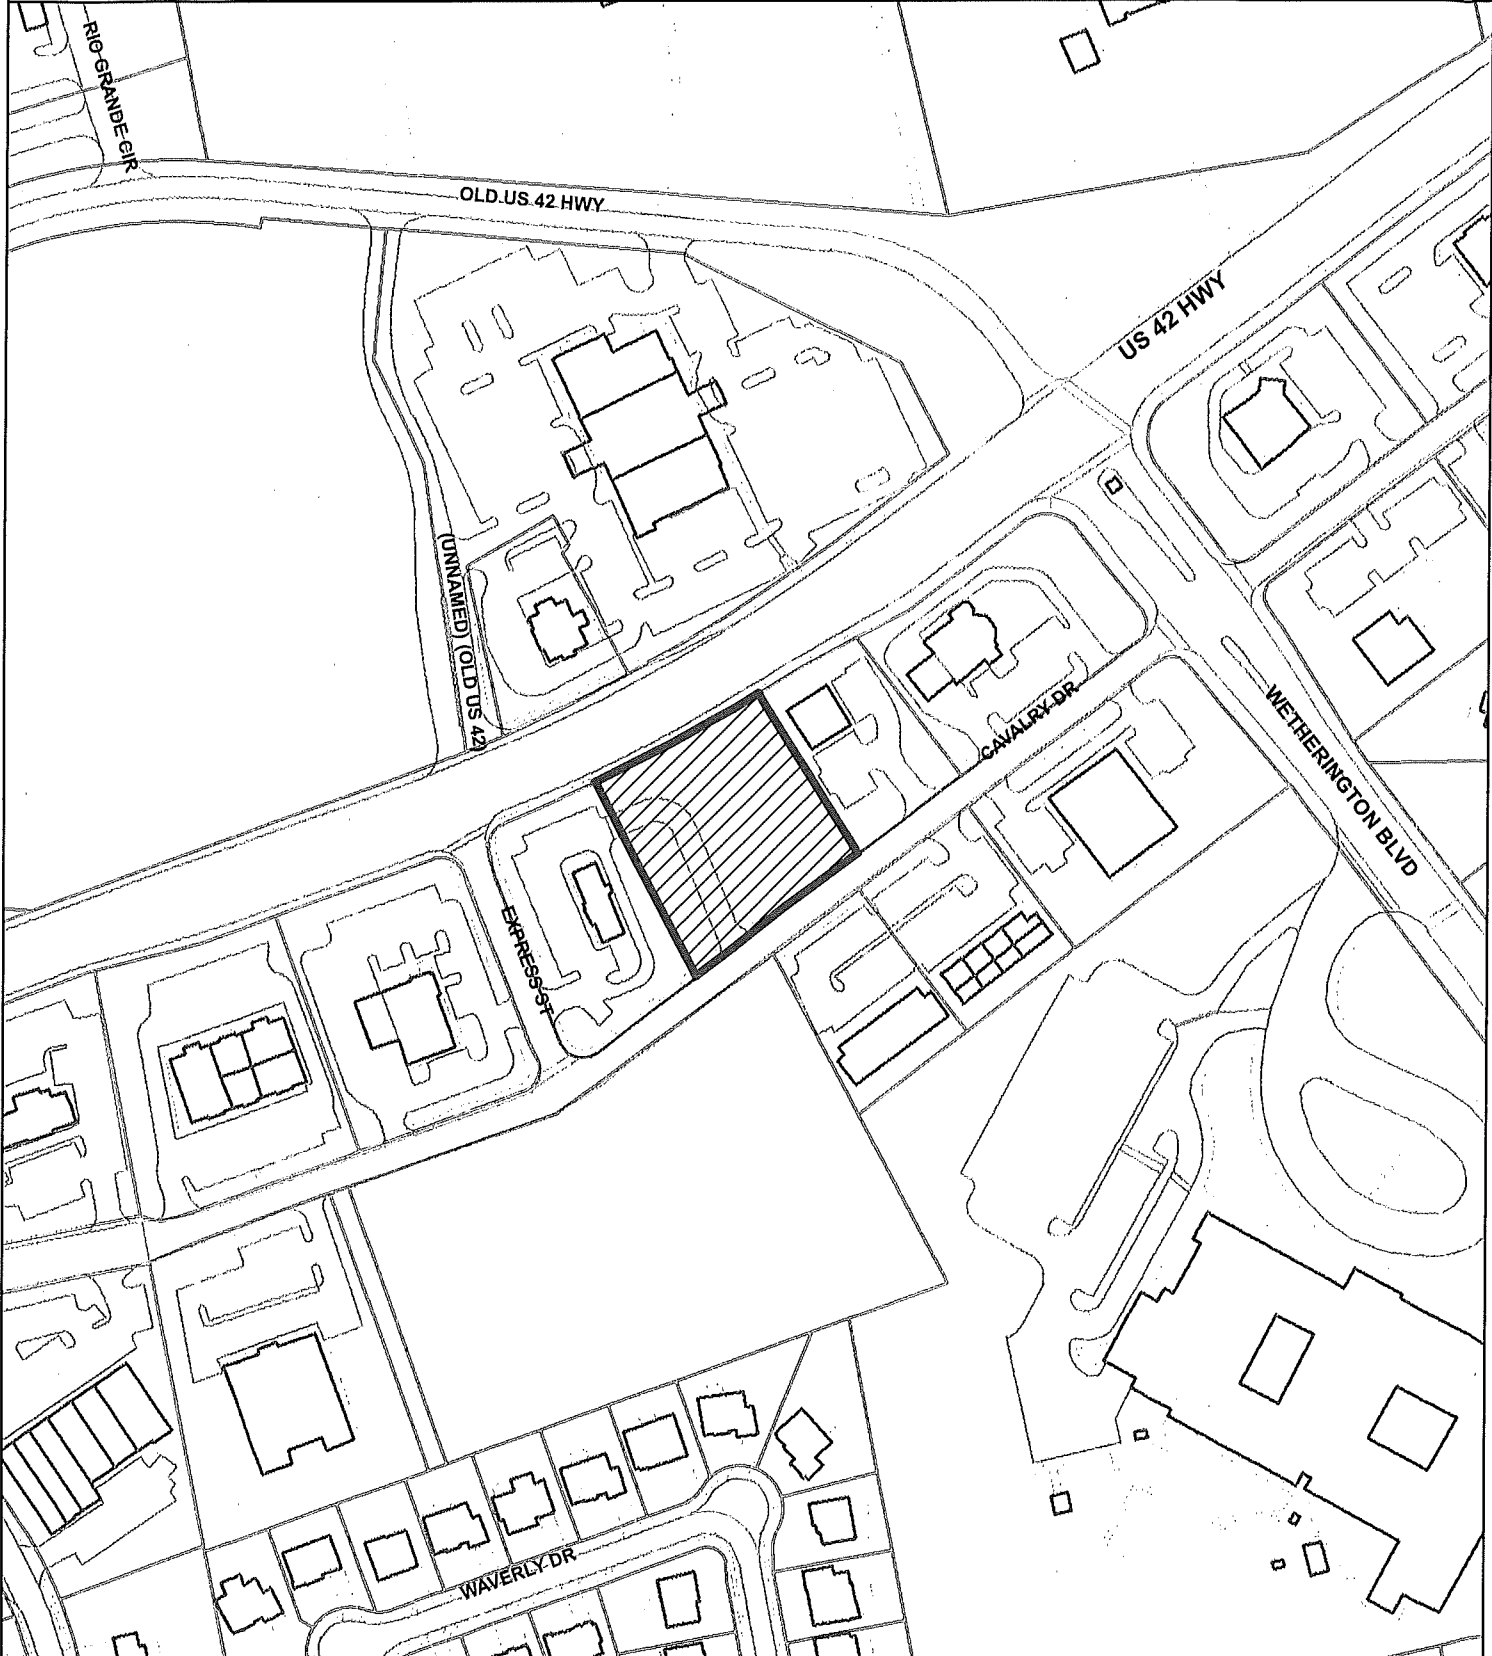 RIO GRANDE CIR
OLD US 42 HWY
US 42 HWY
(UNNAMED) (OLD US 42)
CAVALRY DR
WETHERINGTON BLVD
EXPRESS ST
WAVERLY DR